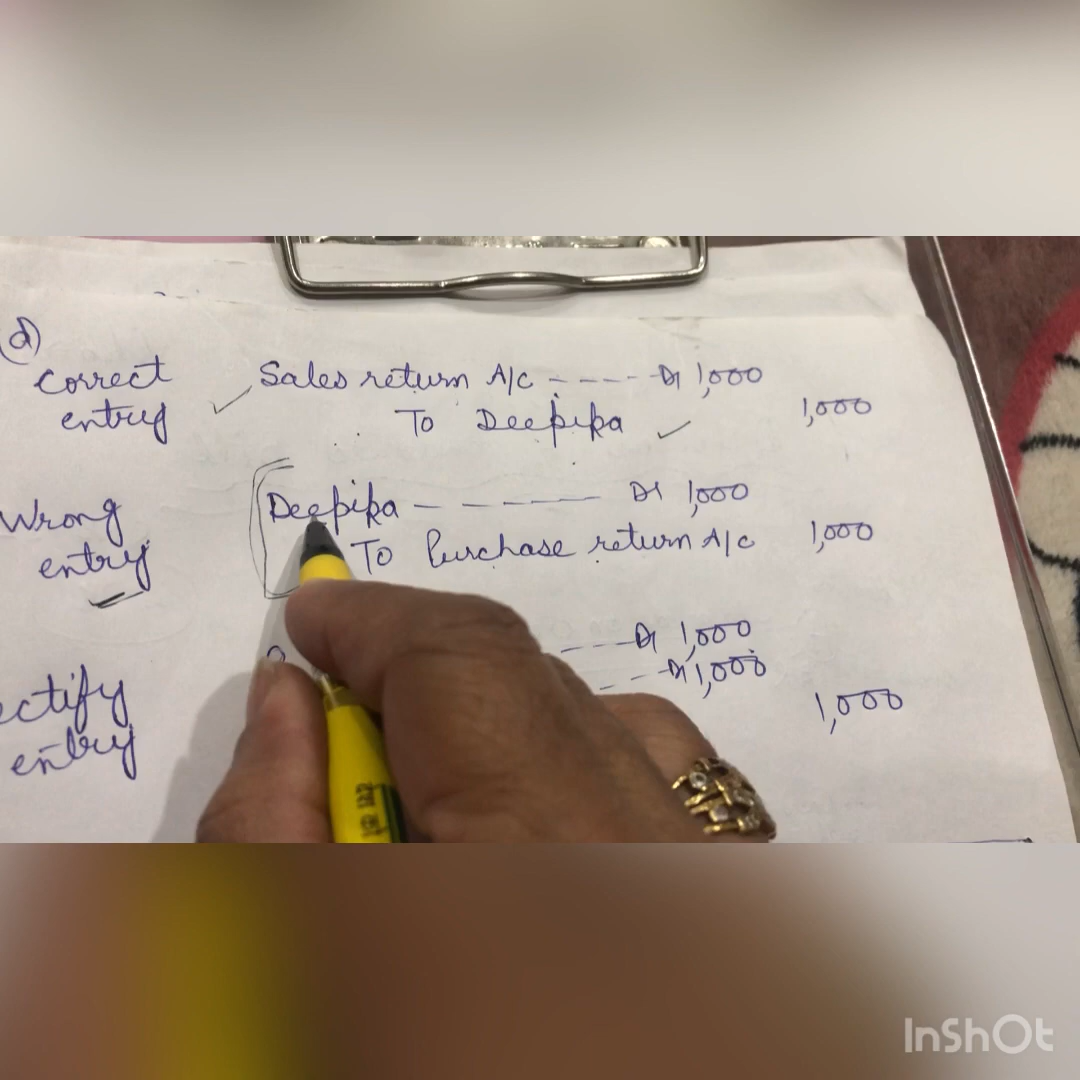 (d)
Correct Sales return A/c ---- Dr 1,000
entry To Deepika 1,000
Wrong Deepika - ---- Dr 1,000
entry To Purchase return A/c 1,000
--- Dr 1,000
ectify -- Dr 1,000
entry 1,000
InShOt